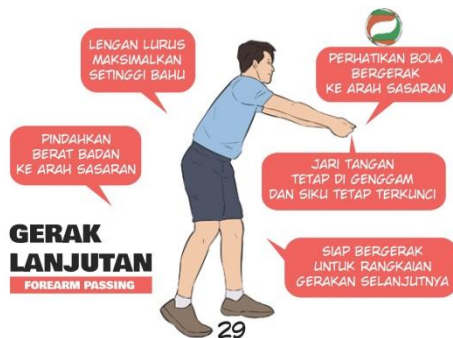 LENGAN LURUS
MAKSIMALKAN
SETINGGI BAHU
PERHATIKAN BOLA
BERGERAK
KE ARAH SASARAN
PINDAHKAN
BERAT BADAN
KE ARAH SASARAN
JARI TANGAN
TETAP DI GENGGAM
DAN SIKU TETAP TERKUNCI
GERAK
LANJUTAN
FOREARM PASSING
SIAP BERGERAK
UNTUK RANGKAIAN
GERAKAN SELANJUTNYA
29